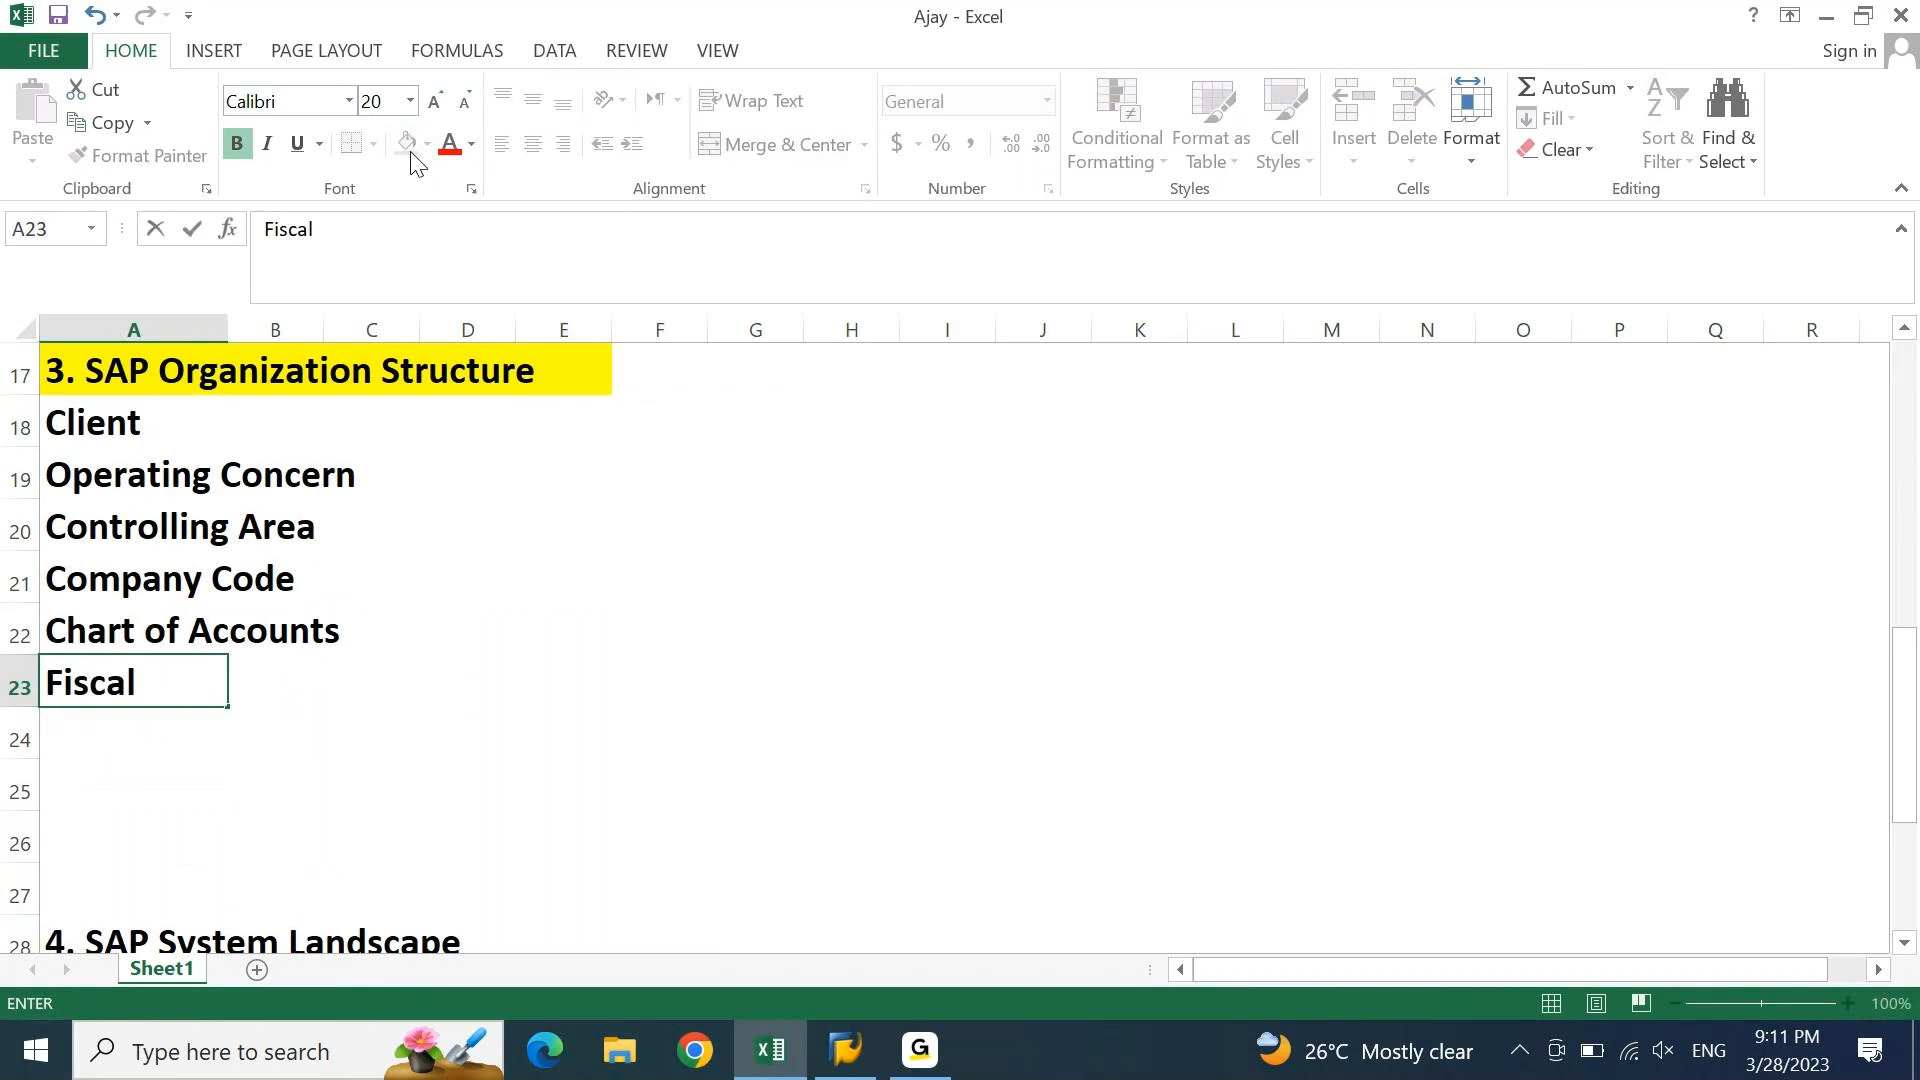 Ajay - Excel
?
FILE
HOME
INSERT
PAGE LAYOUT
FORMULAS
DATA
REVIEW
VIEW
Sign in
Paste
Cut
Copy
Format Painter
Clipboard
Calibri
20
B I U
A
Font
Wrap Text
Merge & Center
Alignment
General
$ % ,
Number
Conditional Formatting
Format as Table
Cell Styles
Styles
Insert
Delete
Format
Cells
AutoSum
Fill
Clear
Sort & Filter
Find & Select
Editing
A23
fx
Fiscal
A B C D E F G H I J K L M N O P Q R
17 3. SAP Organization Structure
18 Client
19 Operating Concern
20 Controlling Area
21 Company Code
22 Chart of Accounts
23 Fiscal
24
25
26
27
28 4. SAP System Landscape
Sheet1
ENTER
100%
Type here to search
26°C Mostly clear
ENG
9:11 PM
3/28/2023